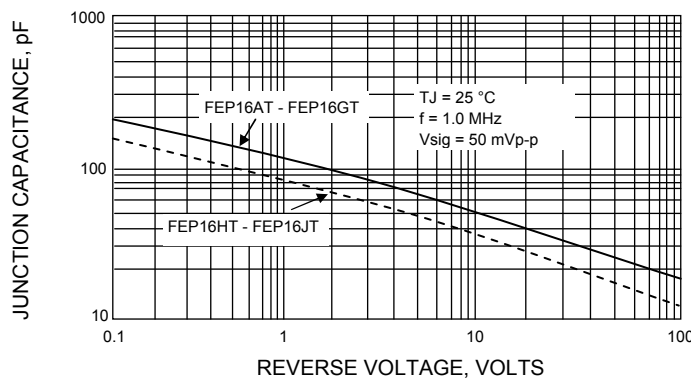 JUNCTION CAPACITANCE, pF
1000
100
10
FEP16AT - FEP16GT
TJ = 25 °C
f = 1.0 MHz
Vsig = 50 mVp-p
FEP16HT - FEP16JT
0.1
1
10
100
REVERSE VOLTAGE, VOLTS